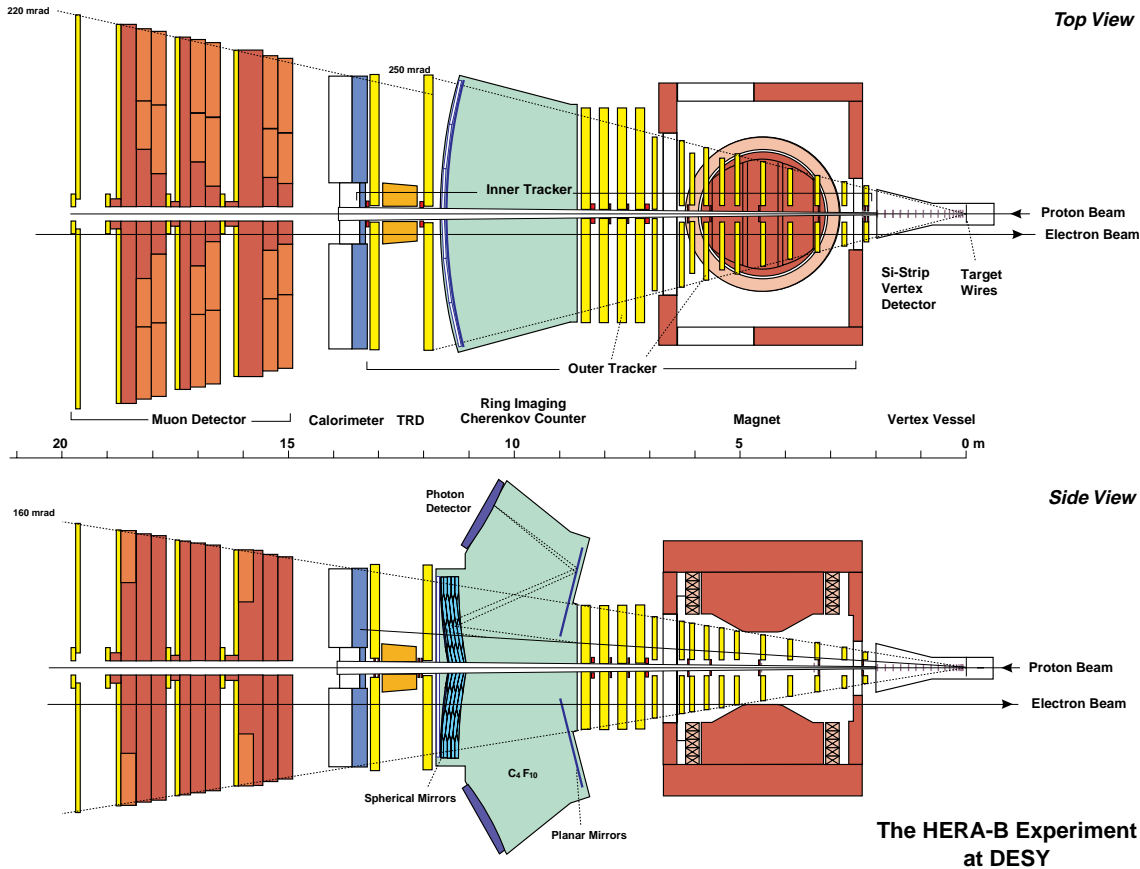 220 mrad
Top View
250 mrad
Inner Tracker
Proton Beam
Electron Beam
Si-Strip
Vertex
Detector
Target
Wires
Outer Tracker
Muon Detector
Calorimeter
TRD
Ring Imaging
Cherenkov Counter
Magnet
Vertex Vessel
20
15
10
5
0 m
Side View
160 mrad
Photon
Detector
Proton Beam
Electron Beam
C4 F10
Spherical Mirrors
Planar Mirrors
The HERA-B Experiment
at DESY